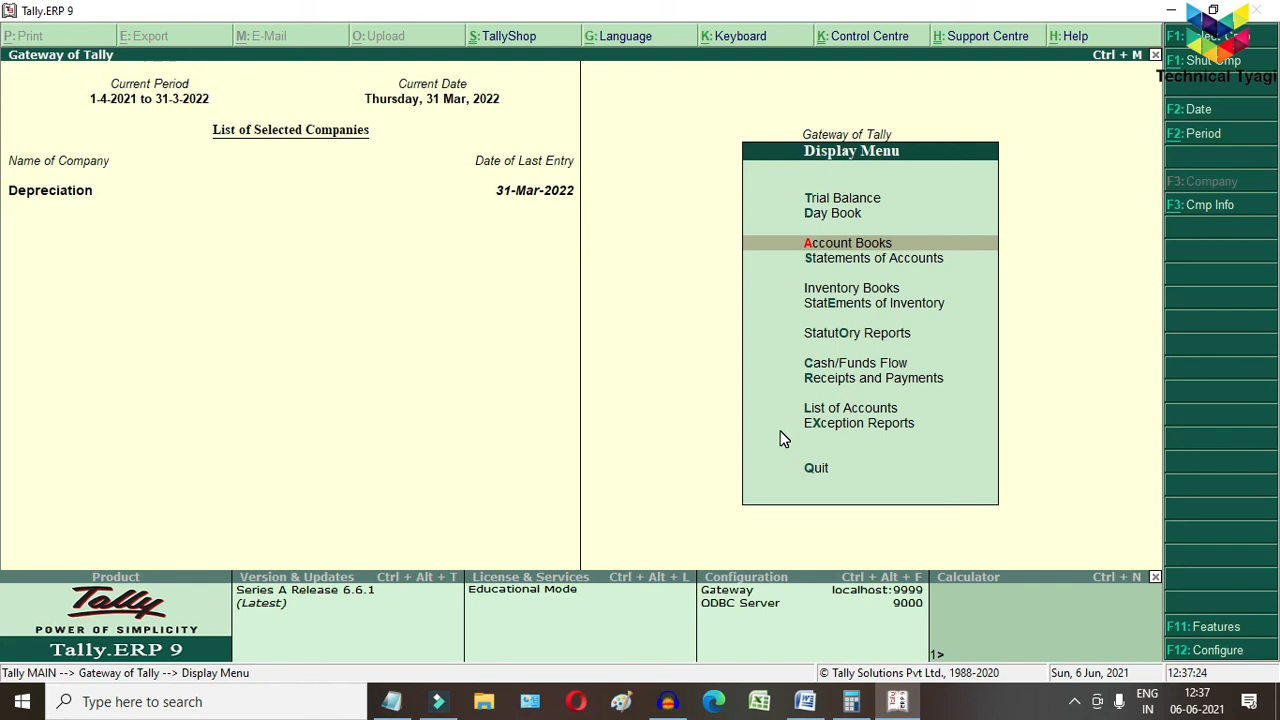 Tally.ERP 9
P: Print
E: Export
M: E-Mail
O: Upload
S: TallyShop
G: Language
K: Keyboard
K: Control Centre
H: Support Centre
H: Help
Gateway of Tally
Ctrl + M
Current Period
1-4-2021 to 31-3-2022
Current Date
Thursday, 31 Mar, 2022
List of Selected Companies
Name of Company
Date of Last Entry
Depreciation
31-Mar-2022
Gateway of Tally
Display Menu
Trial Balance
Day Book
Account Books
Statements of Accounts
Inventory Books
StatEments of Inventory
StatutOry Reports
Cash/Funds Flow
Receipts and Payments
List of Accounts
EXception Reports
Quit
F1:
F1: Shut Cmp
Technical Tyagi
F2: Date
F2: Period
F3: Company
F3: Cmp Info
F11: Features
F12: Configure
Product
Tally
POWER OF SIMPLICITY
Tally.ERP 9
Version & Updates
Ctrl + Alt + T
Series A Release 6.6.1
(Latest)
License & Services
Ctrl + Alt + L
Educational Mode
Configuration
Ctrl + Alt + F
Gateway
localhost:9999
ODBC Server
9000
Calculator
Ctrl + N
1>
Tally MAIN --> Gateway of Tally --> Display Menu
© Tally Solutions Pvt Ltd., 1988-2020
Sun, 6 Jun, 2021
12:37:24
Type here to search
ENG
IN
12:37
06-06-2021